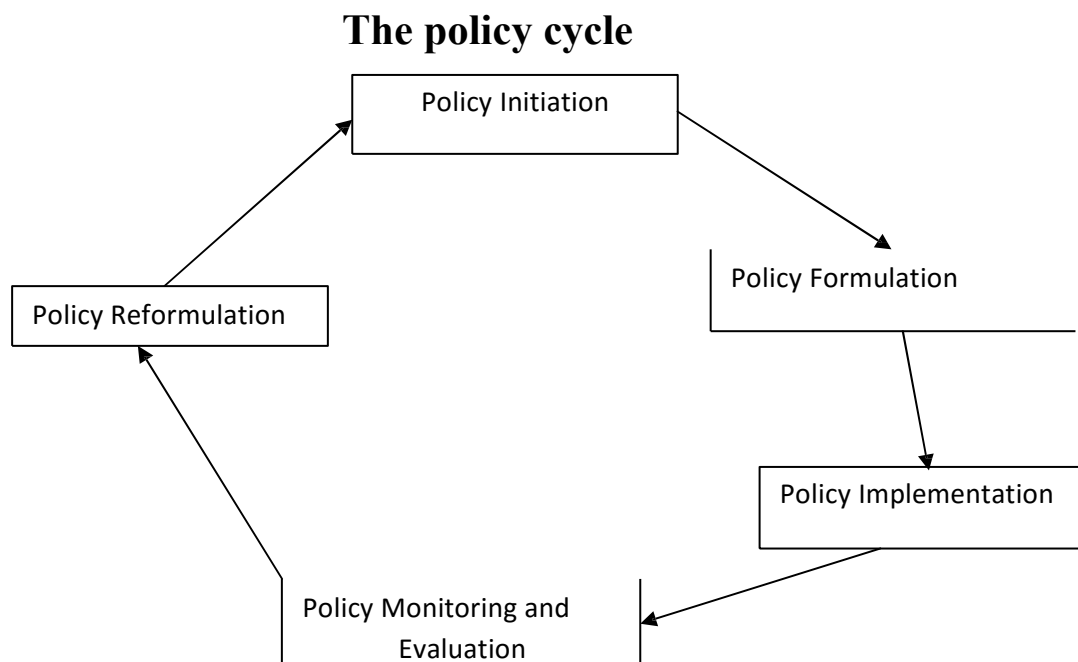 The policy cycle
Policy Initiation
Policy Formulation
Policy Reformulation
Policy Implementation
Policy Monitoring and
Evaluation